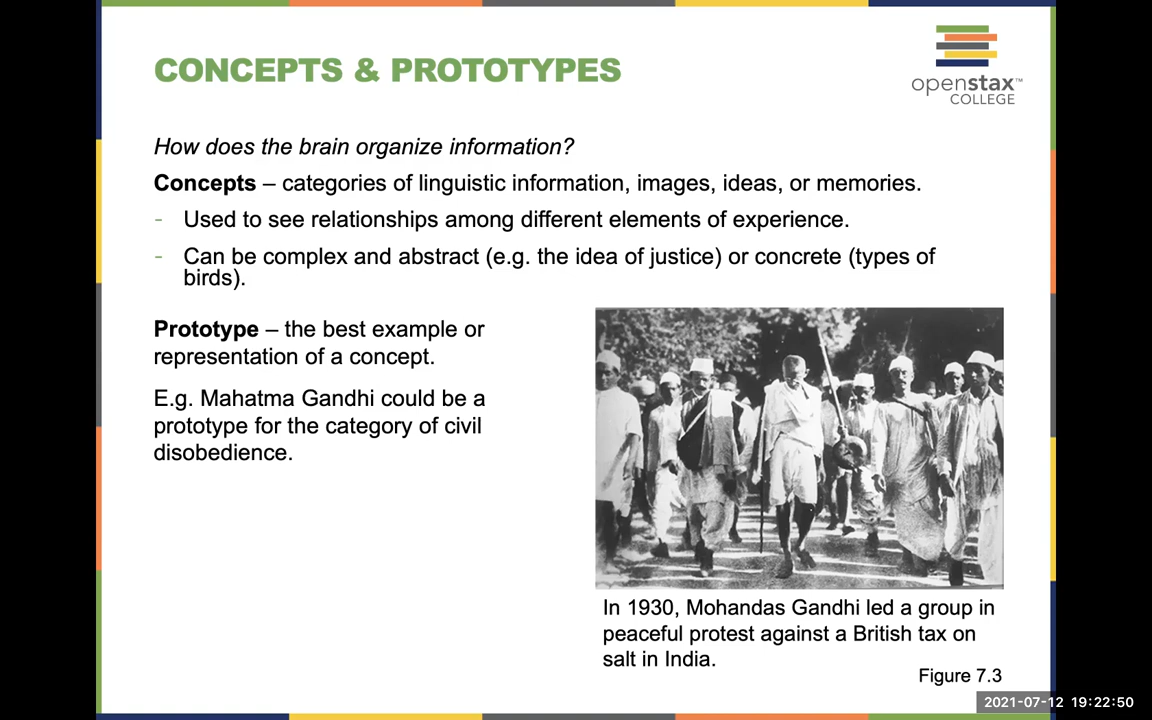 CONCEPTS & PROTOTYPES
openstax™
COLLEGE
How does the brain organize information?
Concepts – categories of linguistic information, images, ideas, or memories.
- Used to see relationships among different elements of experience.
- Can be complex and abstract (e.g. the idea of justice) or concrete (types of
birds).
Prototype – the best example or
representation of a concept.
E.g. Mahatma Gandhi could be a
prototype for the category of civil
disobedience.
In 1930, Mohandas Gandhi led a group in
peaceful protest against a British tax on
salt in India.
Figure 7.3
2021-07-12 19:22:50